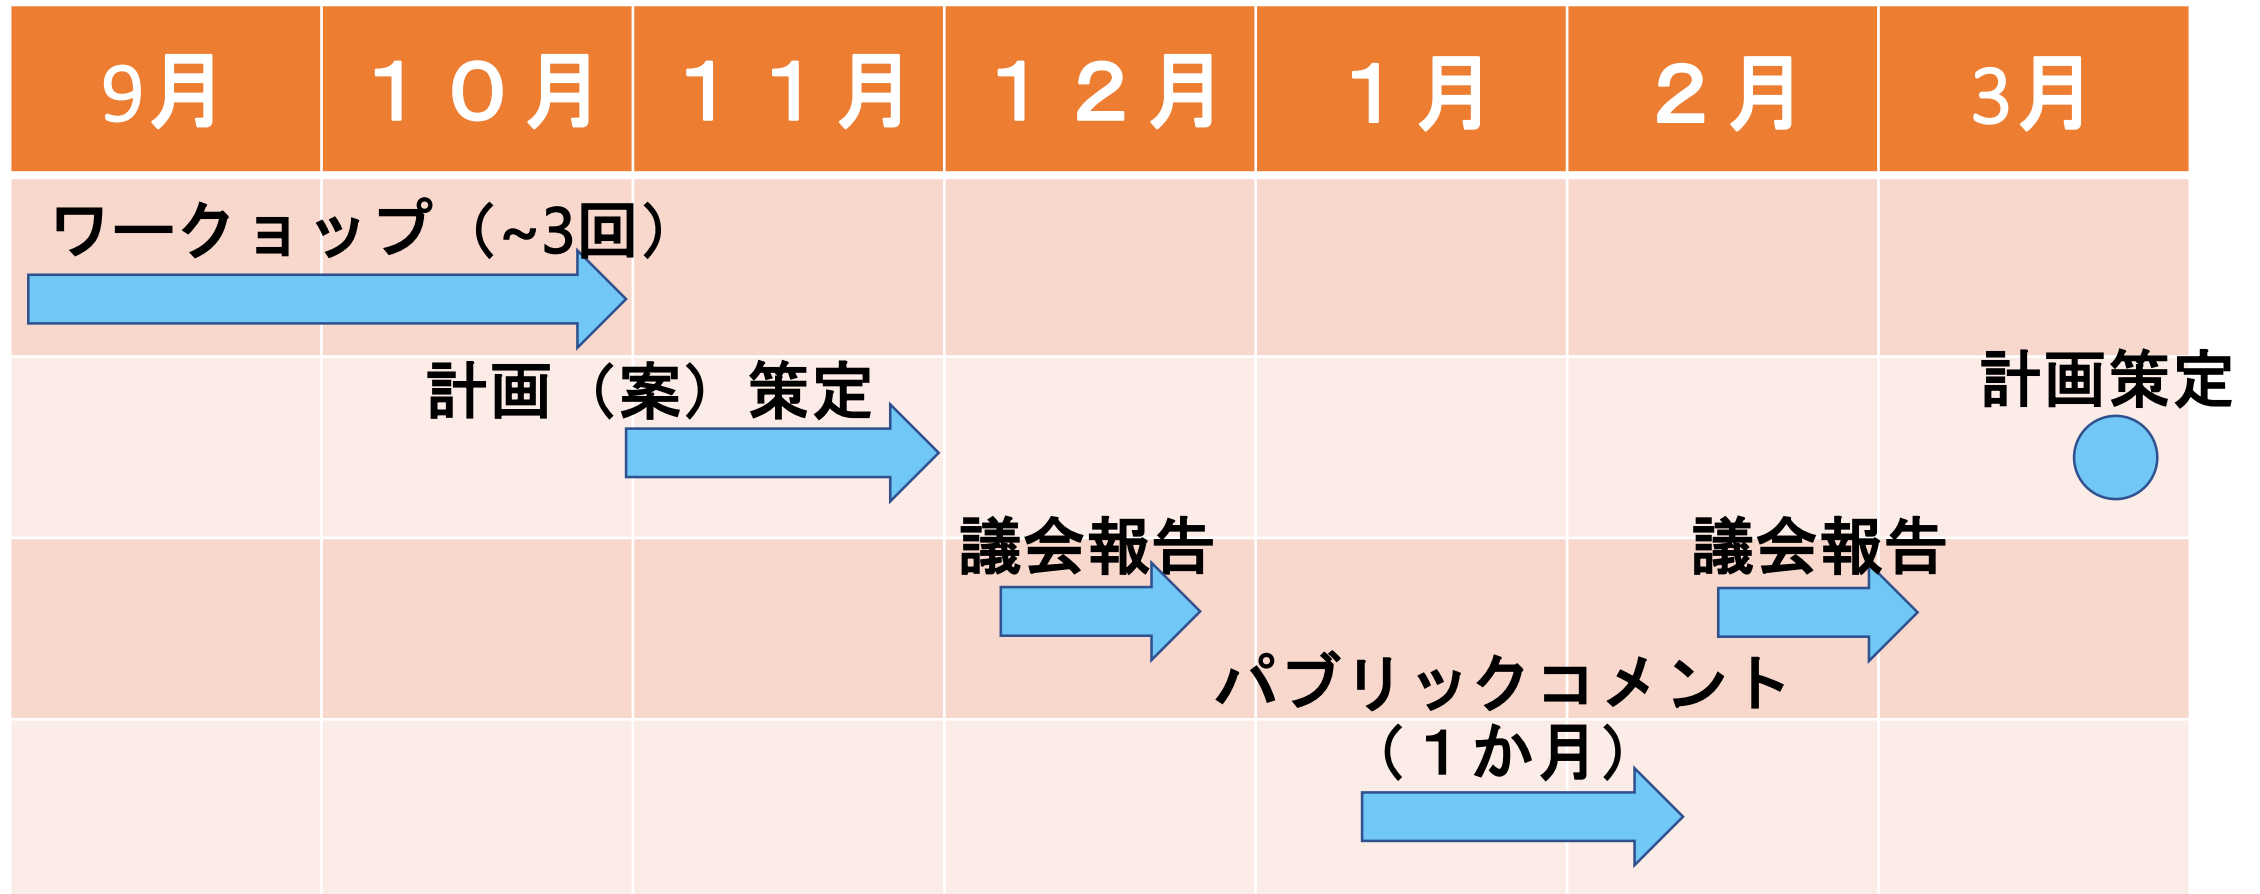 9月 １０月 １１月 １２月 １月 ２月 3月
ワークョップ（~3回）
計画（案）策定
計画策定
議会報告
議会報告
パブリックコメント
（１か月）